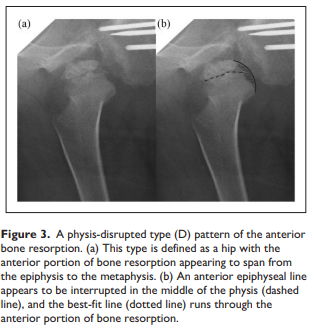 (a)
(b)
Figure 3. A physis-disrupted type (D) pattern of the anterior
bone resorption. (a) This type is defined as a hip with the
anterior portion of bone resorption appearing to span from
the epiphysis to the metaphysis. (b) An anterior epiphyseal line
appears to be interrupted in the middle of the physis (dashed
line), and the best-fit line (dotted line) runs through the
anterior portion of bone resorption.